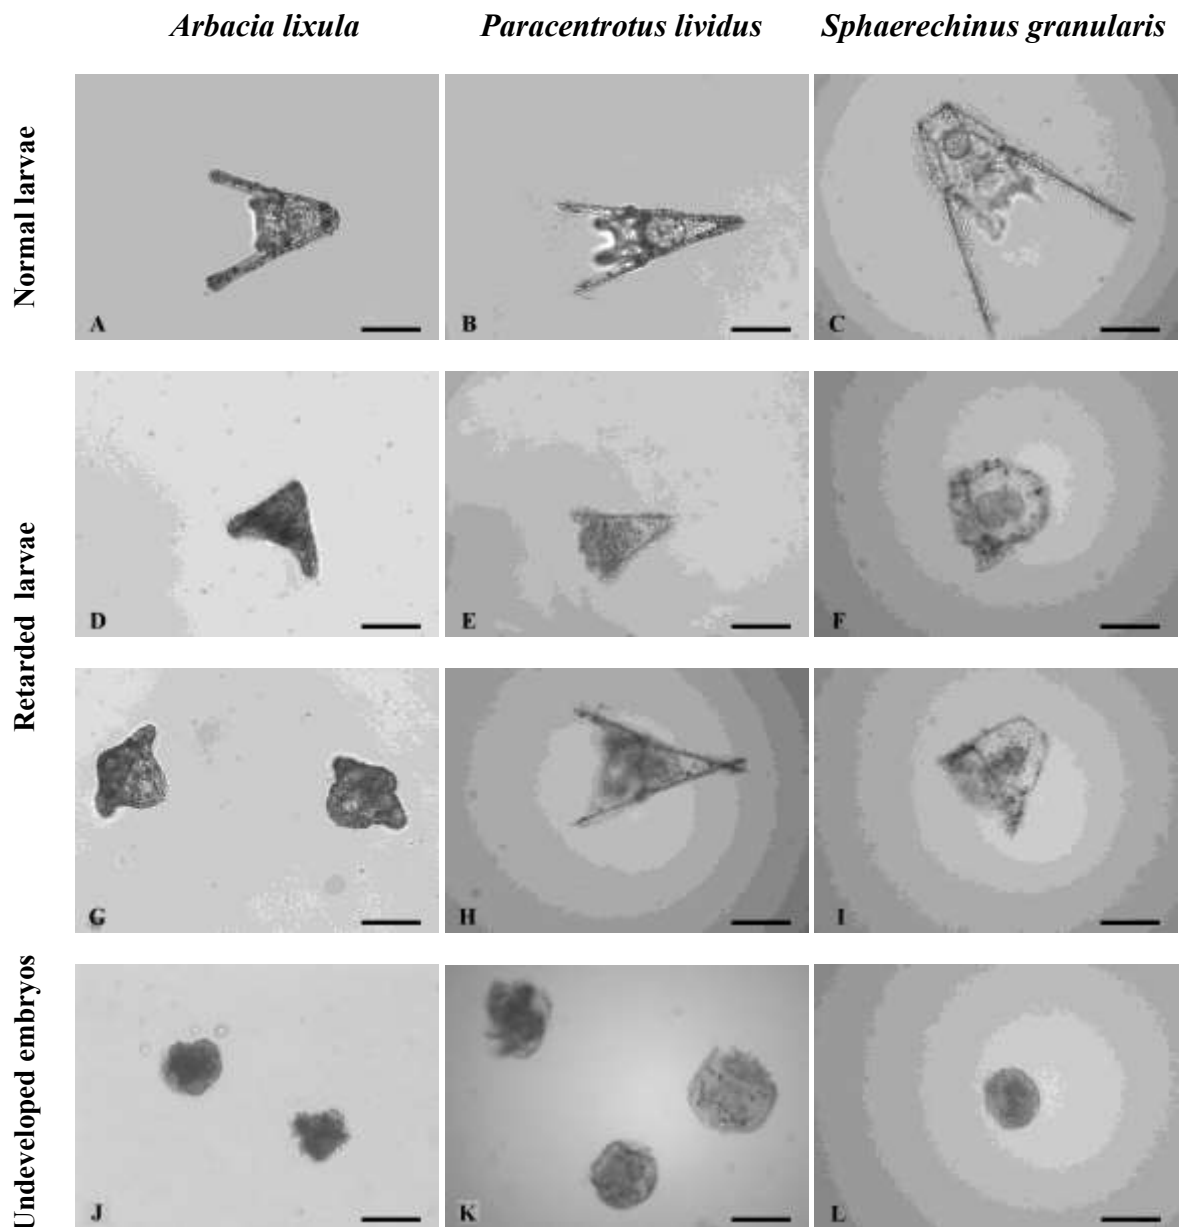 Arbacia lixula Paracentrotus lividus Sphaerechinus granularis
Normal larvae
A B C
Retarded larvae
D E F
G H I
Undeveloped embryos
J K L